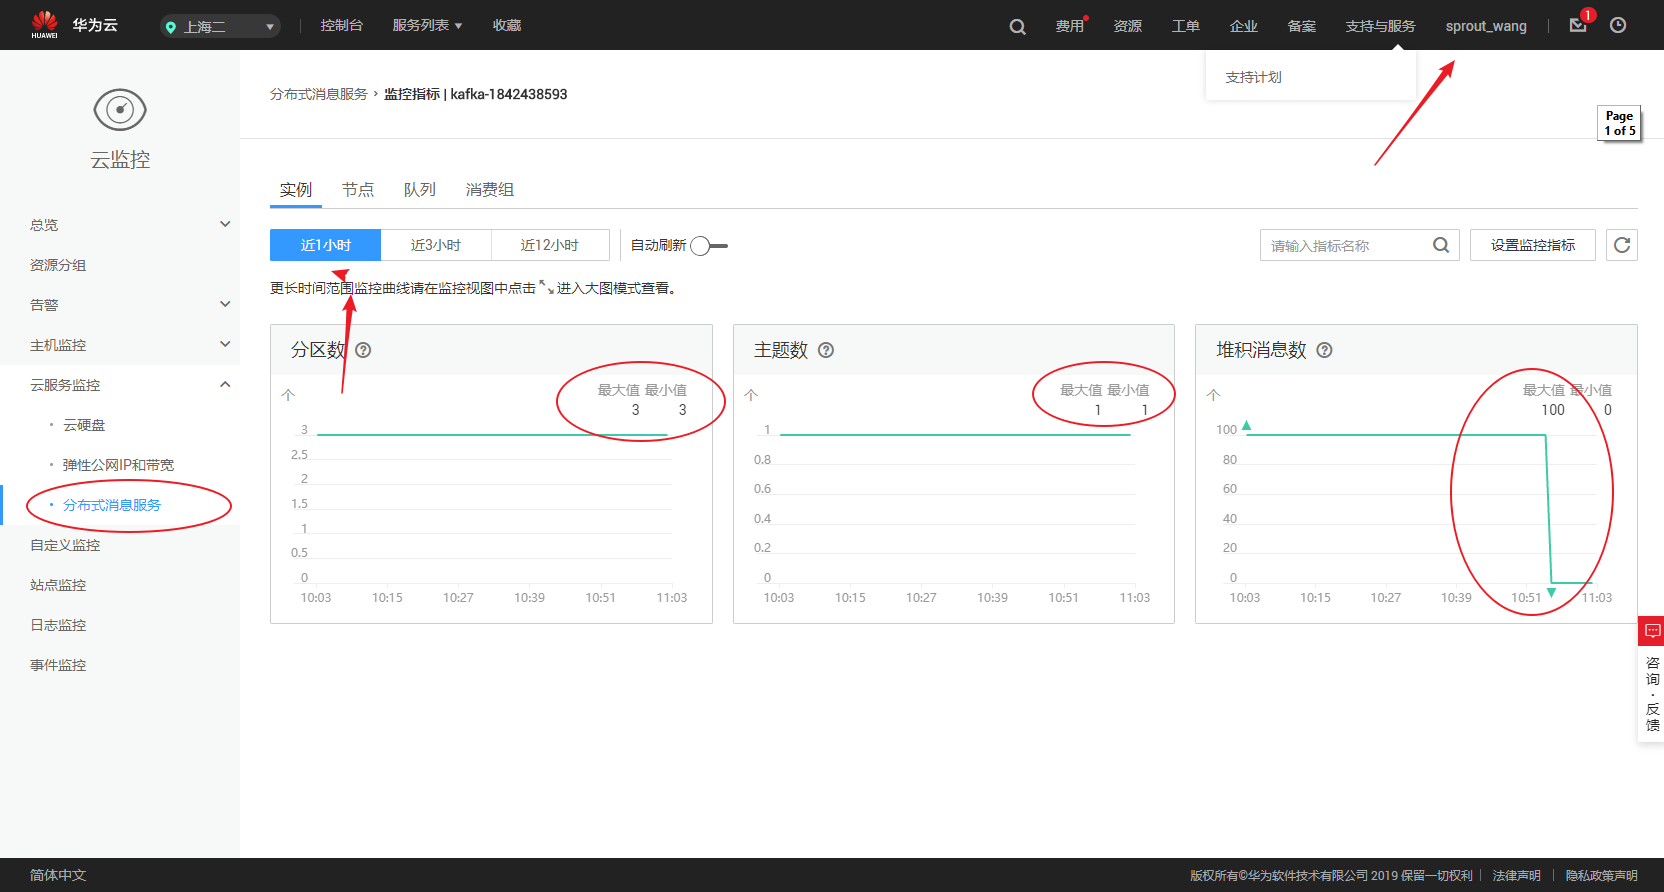 HUAWEI
华为云
上海二
控制台
服务列表
收藏
费用
资源
工单
企业
备案
支持与服务
sprout_wang
1
支持计划
Page
1 of 5
云监控
总览
资源分组
告警
主机监控
云服务监控
云硬盘
弹性公网IP和带宽
分布式消息服务
自定义监控
站点监控
日志监控
事件监控
分布式消息服务 › 监控指标 | kafka-1842438593
实例
节点
队列
消费组
近1小时
近3小时
近12小时
自动刷新
请输入指标名称
设置监控指标
更长时间范围监控曲线请在监控视图中点击 进入大图模式查看。
分区数 ?
个
最大值 最小值
3 3
3
2.5
2
1.5
1
0.5
0
10:03 10:15 10:27 10:39 10:51 11:03
主题数 ?
个
最大值 最小值
1 1
1
0.8
0.6
0.4
0.2
0
10:03 10:15 10:27 10:39 10:51 11:03
堆积消息数 ?
个
最大值 最小值
100 0
100
80
60
40
20
0
10:03 10:15 10:27 10:39 10:51 11:03
咨询·反馈
简体中文
版权所有©华为软件技术有限公司 2019 保留一切权利
法律声明
隐私政策声明